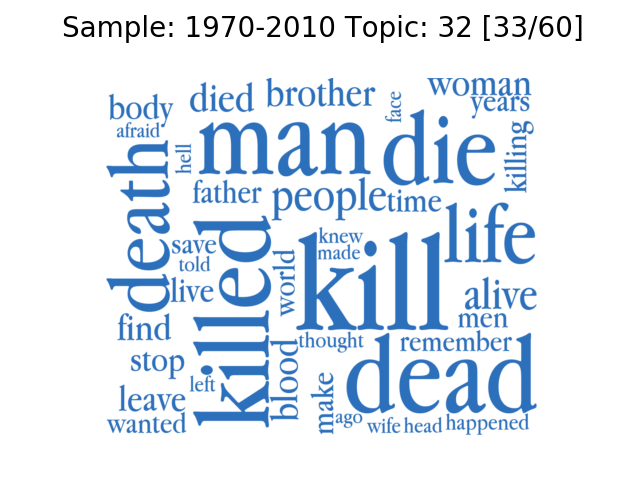 Sample: 1970-2010 Topic: 32 [33/60]
body died brother face woman
afraid years
hell man die killing
death father people time
save killed knew life
told made
live world kill alive
find men
stop thought remember
leave left blood make dead
wanted ago wife head happened